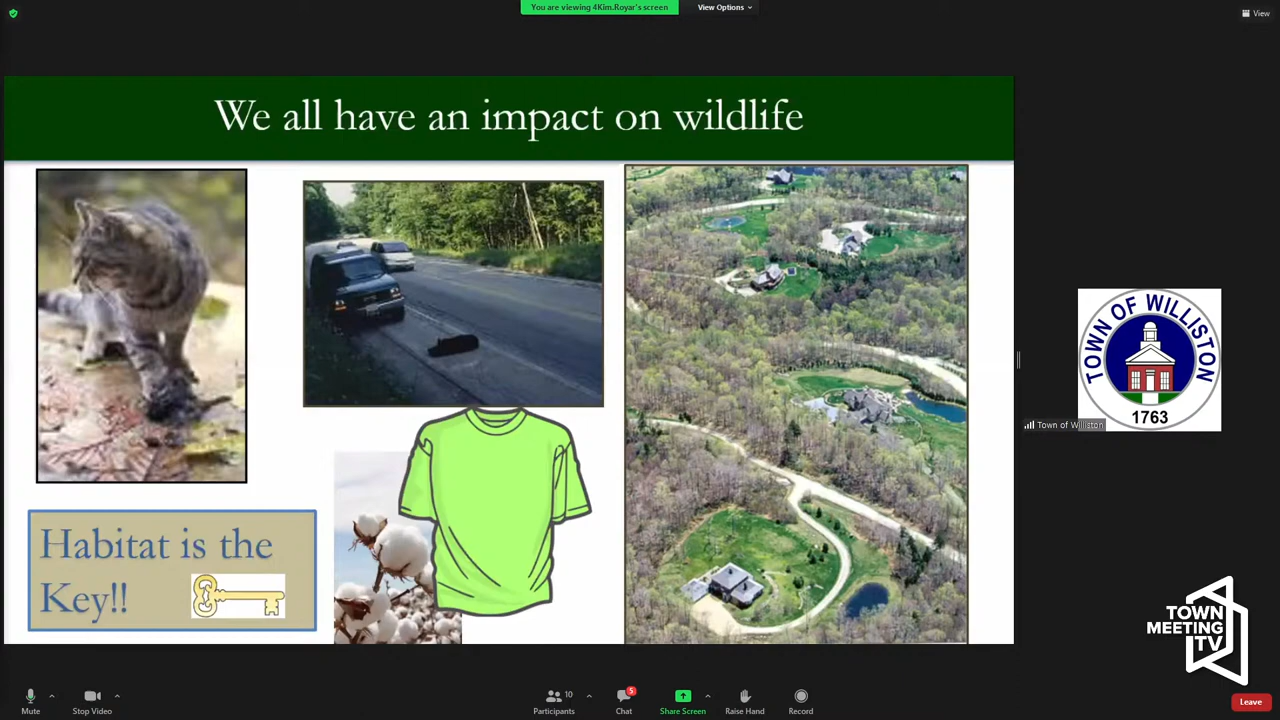 You are viewing 4Kim.Royar's screen
View Options
View
We all have an impact on wildlife
Habitat is the
Key!!
TOWN OF WILLISTON
1763
Town of Williston
TOWN
MEETING
TV
Mute
Stop Video
Participants
10
Chat
5
Share Screen
Raise Hand
Record
Leave